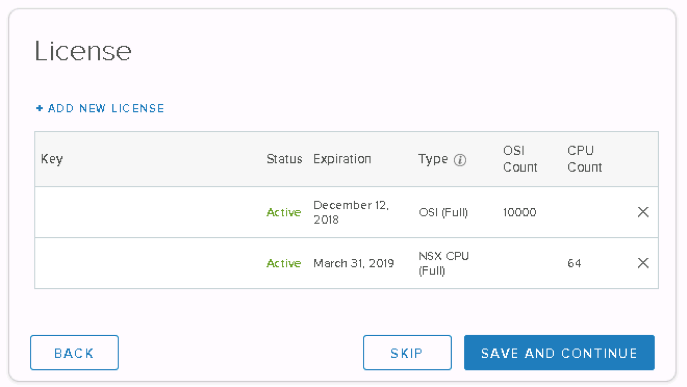 License
+ ADD NEW LICENSE
Key Status Expiration Type OSI Count CPU Count
Active December 12, 2018 OSI (Full) 10000
Active March 31, 2019 NSX CPU (Full) 64
BACK SKIP SAVE AND CONTINUE